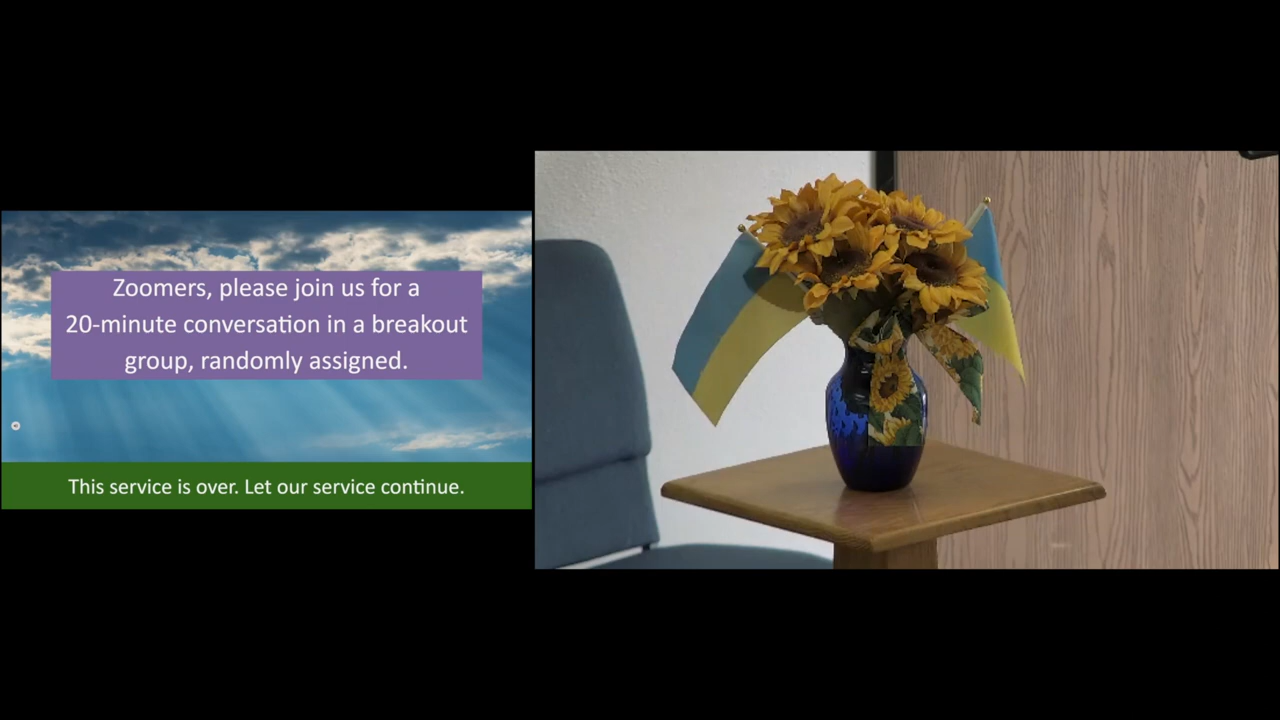 Zoomers, please join us for a
20-minute conversation in a breakout
group, randomly assigned.
This service is over. Let our service continue.